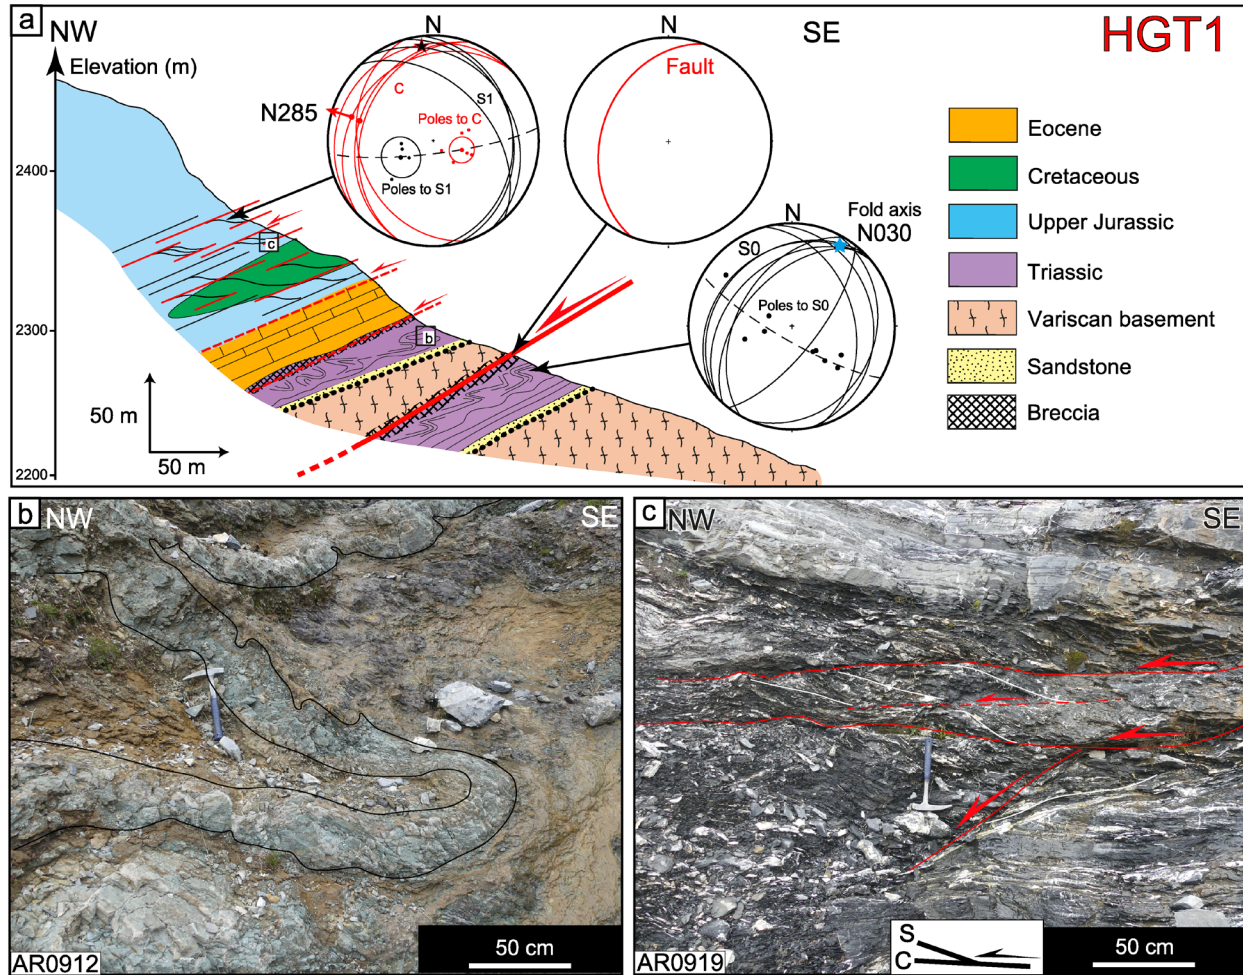 a
NW
SE
HGT1
Elevation (m)
2400
2300
2200
50 m
50 m
N
C
S1
N285
Poles to C
Poles to S1
N
Fault
N
Fold axis
N030
S0
Poles to S0
c
b
Eocene
Cretaceous
Upper Jurassic
Triassic
Variscan basement
Sandstone
Breccia
b
NW
SE
AR0912
50 cm
c
NW
SE
S
C
AR0919
50 cm